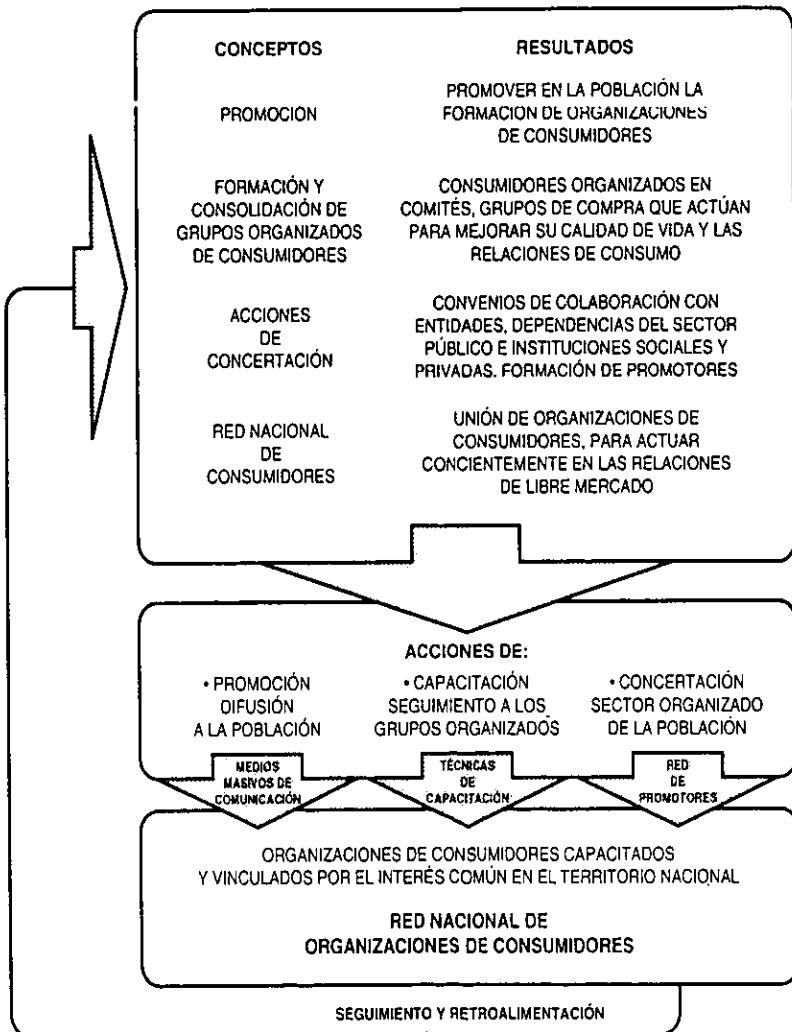 CONCEPTOS
RESULTADOS
PROMOCIÓN
PROMOVER EN LA POBLACIÓN LA
FORMACIÓN DE ORGANIZACIONES
DE CONSUMIDORES
FORMACIÓN Y
CONSOLIDACIÓN DE
GRUPOS ORGANIZADOS
DE CONSUMIDORES
CONSUMIDORES ORGANIZADOS EN
COMITÉS, GRUPOS DE COMPRA QUE ACTÚAN
PARA MEJORAR SU CALIDAD DE VIDA Y LAS
RELACIONES DE CONSUMO
ACCIONES
DE
CONCERTACIÓN
CONVENIOS DE COLABORACIÓN CON
ENTIDADES, DEPENDENCIAS DEL SECTOR
PÚBLICO E INSTITUCIONES SOCIALES Y
PRIVADAS. FORMACIÓN DE PROMOTORES
RED NACIONAL
DE
CONSUMIDORES
UNIÓN DE ORGANIZACIONES DE
CONSUMIDORES, PARA ACTUAR
CONCIENTEMENTE EN LAS RELACIONES
DE LIBRE MERCADO
ACCIONES DE:
• PROMOCIÓN
DIFUSIÓN
A LA POBLACIÓN
• CAPACITACIÓN
SEGUIMIENTO A LOS
GRUPOS ORGANIZADOS
• CONCERTACIÓN
SECTOR ORGANIZADO
DE LA POBLACIÓN
MEDIOS
MASIVOS DE
COMUNICACIÓN
TÉCNICAS
DE
CAPACITACIÓN
RED
DE
PROMOTORES
ORGANIZACIONES DE CONSUMIDORES CAPACITADOS
Y VINCULADOS POR EL INTERÉS COMÚN EN EL TERRITORIO NACIONAL
RED NACIONAL DE
ORGANIZACIONES DE CONSUMIDORES
SEGUIMIENTO Y RETROALIMENTACIÓN